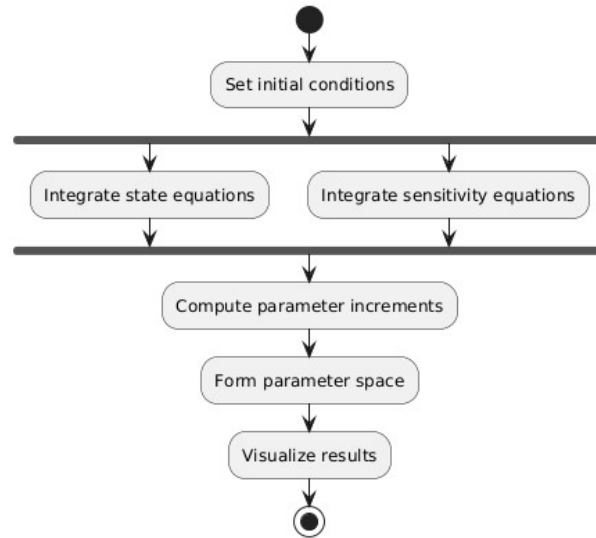 Set initial conditions
Integrate state equations
Integrate sensitivity equations
Compute parameter increments
Form parameter space
Visualize results